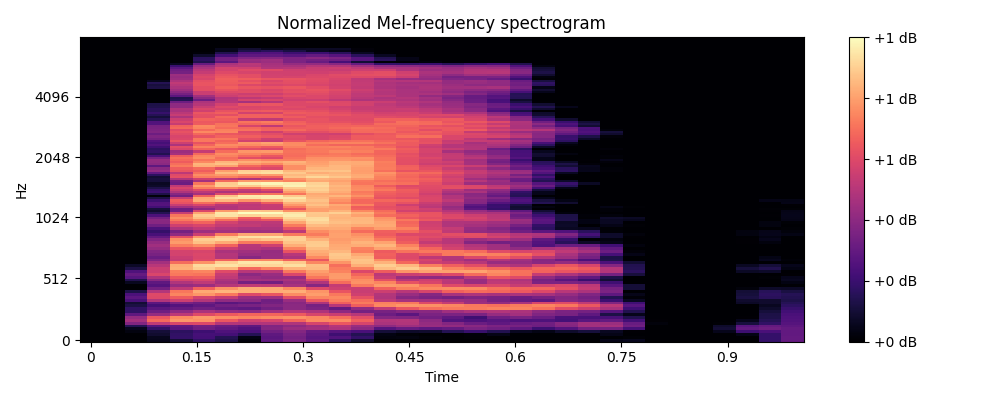 Normalized Mel-frequency spectrogram
Hz
4096
2048
1024
512
0
0 0.15 0.3 0.45 0.6 0.75 0.9
Time
+1 dB
+1 dB
+1 dB
+0 dB
+0 dB
+0 dB